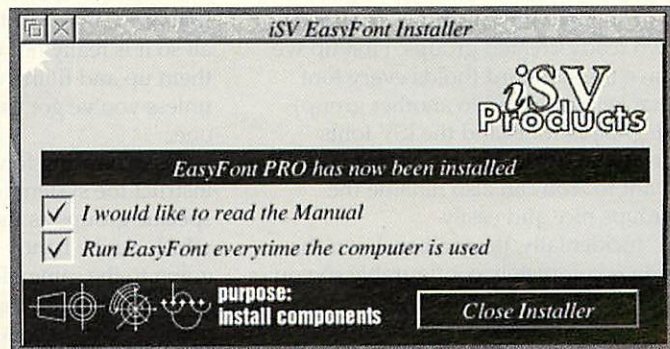 iSV EasyFont Installer
iSV
Products
EasyFont PRO has now been installed
I would like to read the Manual
Run EasyFont everytime the computer is used
purpose:
install components
Close Installer